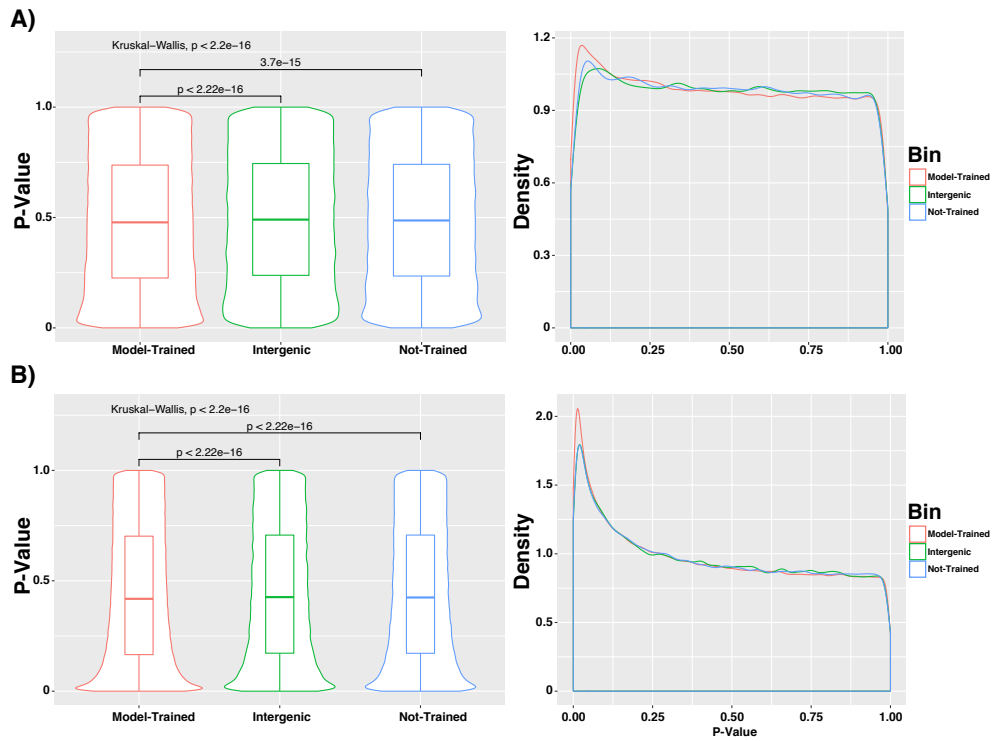 A)
Kruskal-Wallis, p < 2.2e-16
3.7e-15
p < 2.22e-16
P-Value
1.0
0.5
0
Model-Trained Intergenic Not-Trained
Density
1.2
0.9
0.6
0.3
0
0.00 0.25 0.50 0.75 1.00
Bin
Model-Trained
Intergenic
Not-Trained
B)
Kruskal-Wallis, p < 2.2e-16
p < 2.22e-16
p < 2.22e-16
P-Value
1.0
0.5
0
Model-Trained Intergenic Not-Trained
Density
2.0
1.5
1.0
0.5
0
0.00 0.25 0.50 0.75 1.00
P-Value
Bin
Model-Trained
Intergenic
Not-Trained